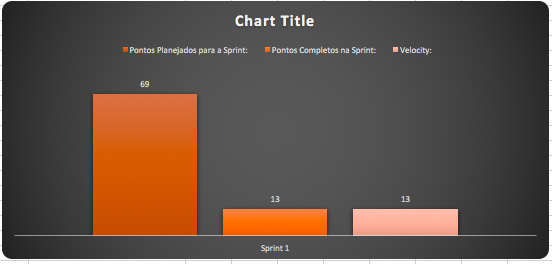 Chart Title
Pontos Planejados para a Sprint: Pontos Completos na Sprint: Velocity:
69
13 13
Sprint 1